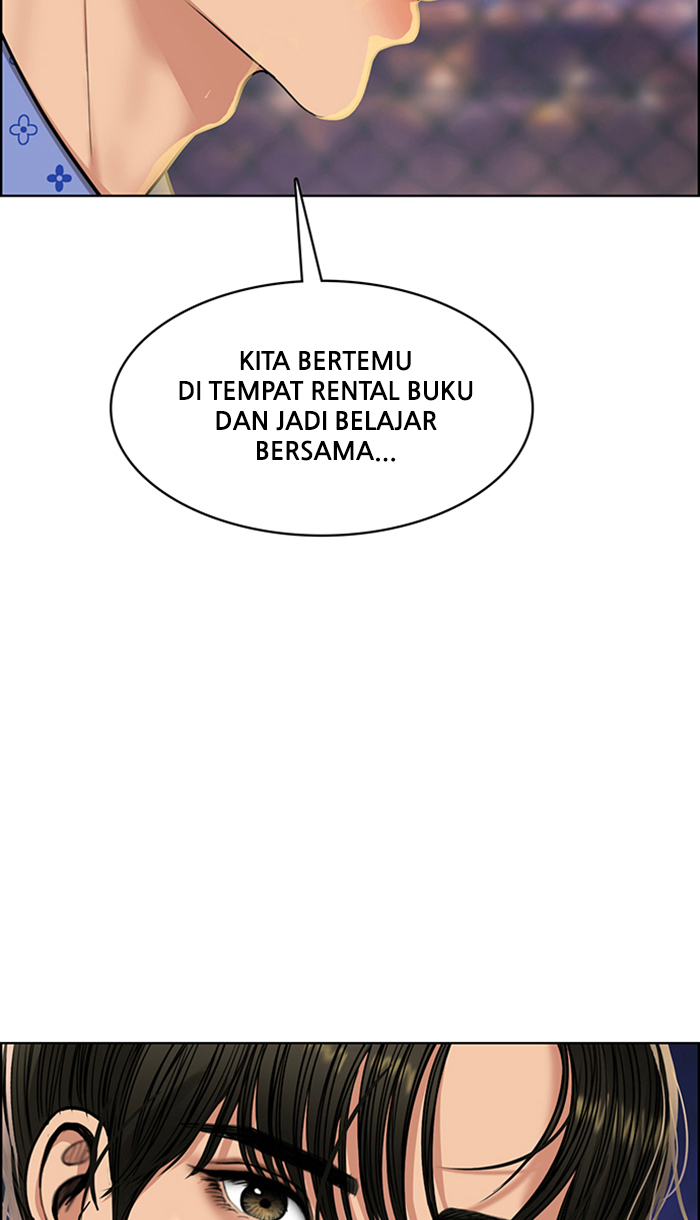 KITA BERTEMU
DI TEMPAT RENTAL BUKU
DAN JADI BELAJAR
BERSAMA...